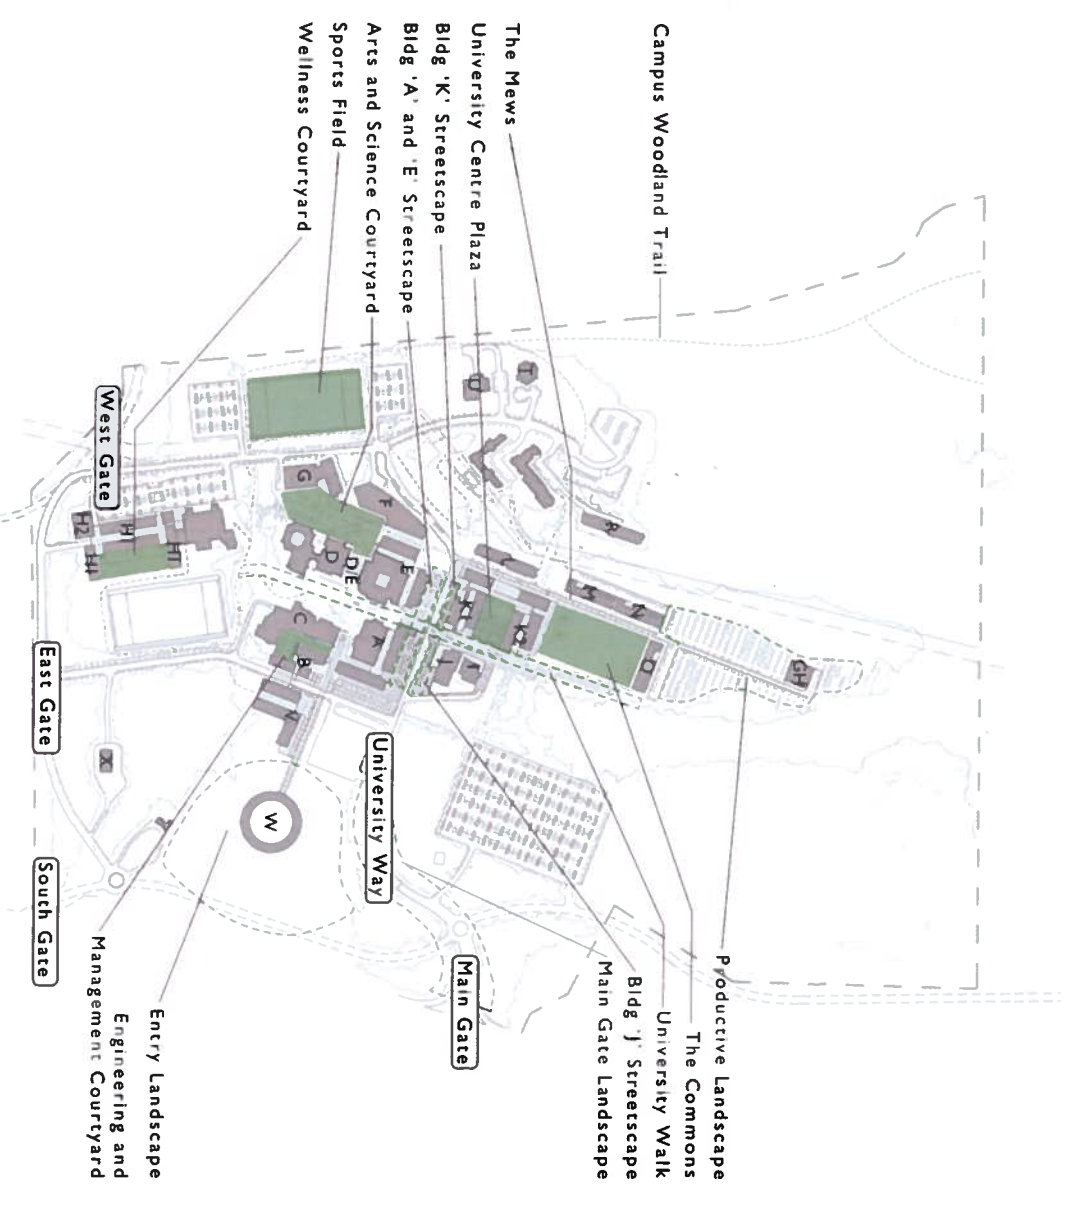 Campus Woodland Trail
The Mews
University Centre Plaza
Bldg 'K' Streetscape
Bldg 'A' and 'E' Streetscape
Arts and Science Courtyard
Sports Field
Wellness Courtyard
GH
O
N
R
M
T
K2
L
U
I
K1
J
E
F
A
D/E
D
G
C
B
V
W
H
H2
X
Main Gate
University Way
West Gate
East Gate
South Gate
Productive Landscape
The Commons
University Walk
Bldg 'J' Streetscape
Main Gate Landscape
Entry Landscape
Engineering and
Management Courtyard